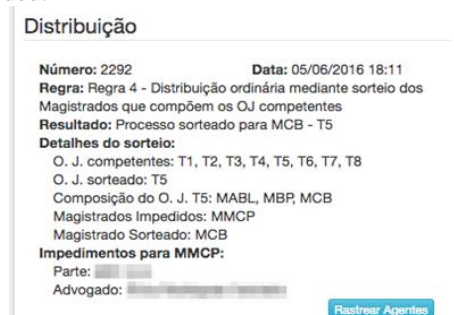 Distribuição
Número: 2292 Data: 05/06/2016 18:11
Regra: Regra 4 - Distribuição ordinária mediante sorteio dos
Magistrados que compõem os OJ competentes
Resultado: Processo sorteado para MCB - T5
Detalhes do sorteio:
O. J. competentes: T1, T2, T3, T4, T5, T6, T7, T8
O. J. sorteado: T5
Composição do O. J. T5: MABL, MBP, MCB
Magistrados Impedidos: MMCP
Magistrado Sorteado: MCB
Impedimentos para MMCP:
Parte:
Advogado:
Rastrear Agentes